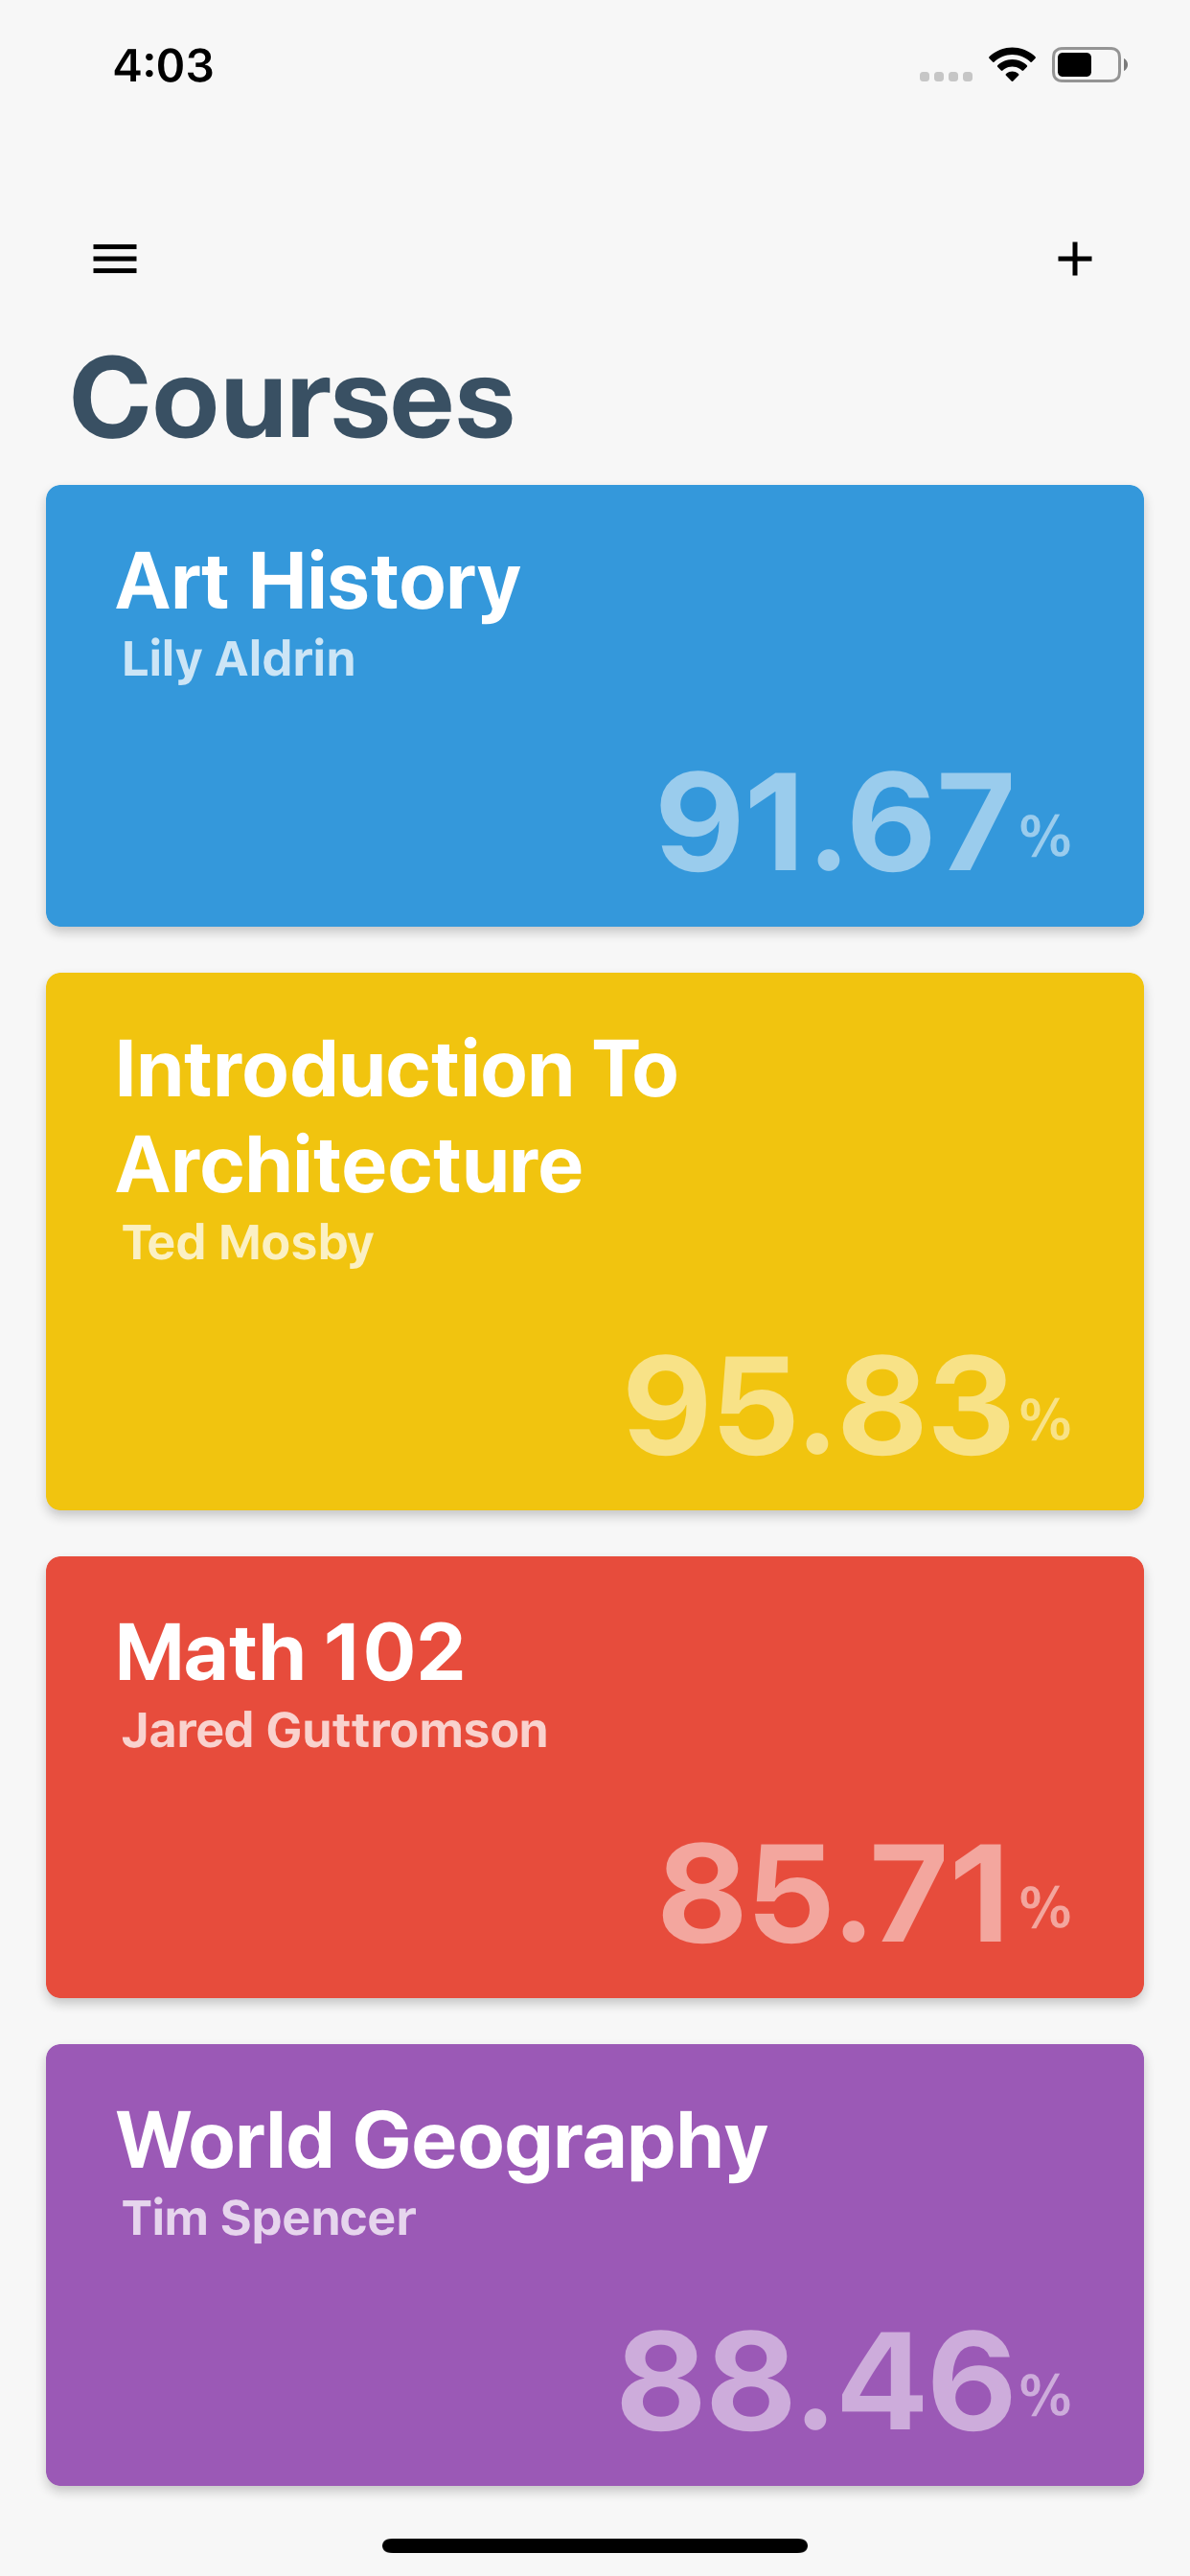 4:03
Courses
Art History
Lily Aldrin
91.67%
Introduction To
Architecture
Ted Mosby
95.83%
Math 102
Jared Guttromson
85.71%
World Geography
Tim Spencer
88.46%